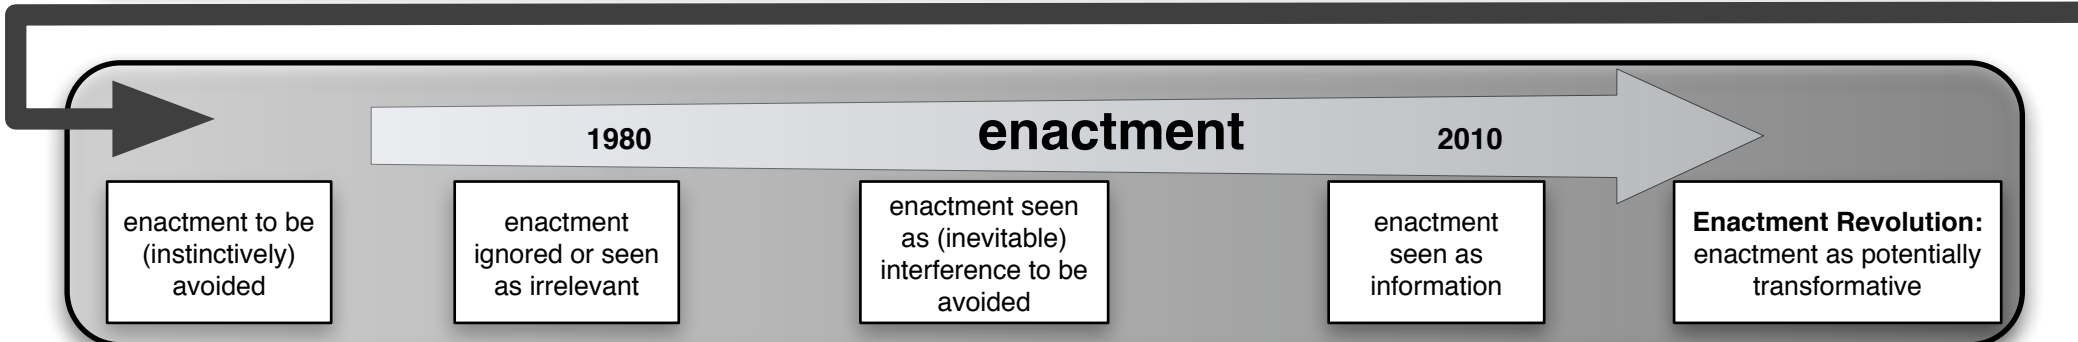 1980
enactment
2010
enactment to be
(instinctively)
avoided
enactment
ignored or seen
as irrelevant
enactment seen
as (inevitable)
interference to be
avoided
enactment
seen as
information
Enactment Revolution:
enactment as potentially
transformative